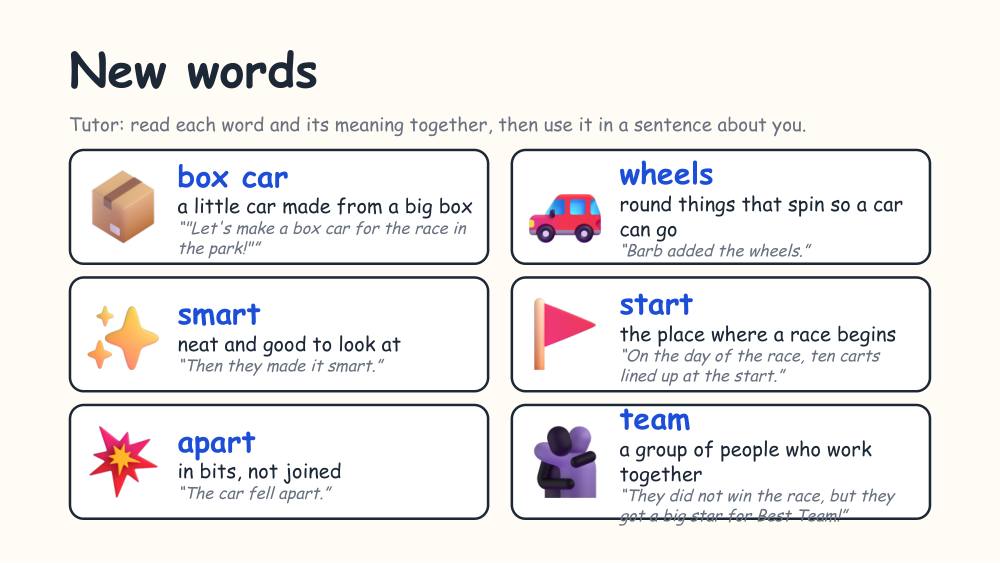 New words
Tutor: read each word and its meaning together, then use it in a sentence about you.
box car
a little car made from a big box
““Let's make a box car for the race in
the park!"”
wheels
round things that spin so a car
can go
“Barb added the wheels.”
smart
neat and good to look at
“Then they made it smart.”
start
the place where a race begins
“On the day of the race, ten carts
lined up at the start.”
apart
in bits, not joined
“The car fell apart.”
team
a group of people who work
together
“They did not win the race, but they
got a big star for Best Team!”